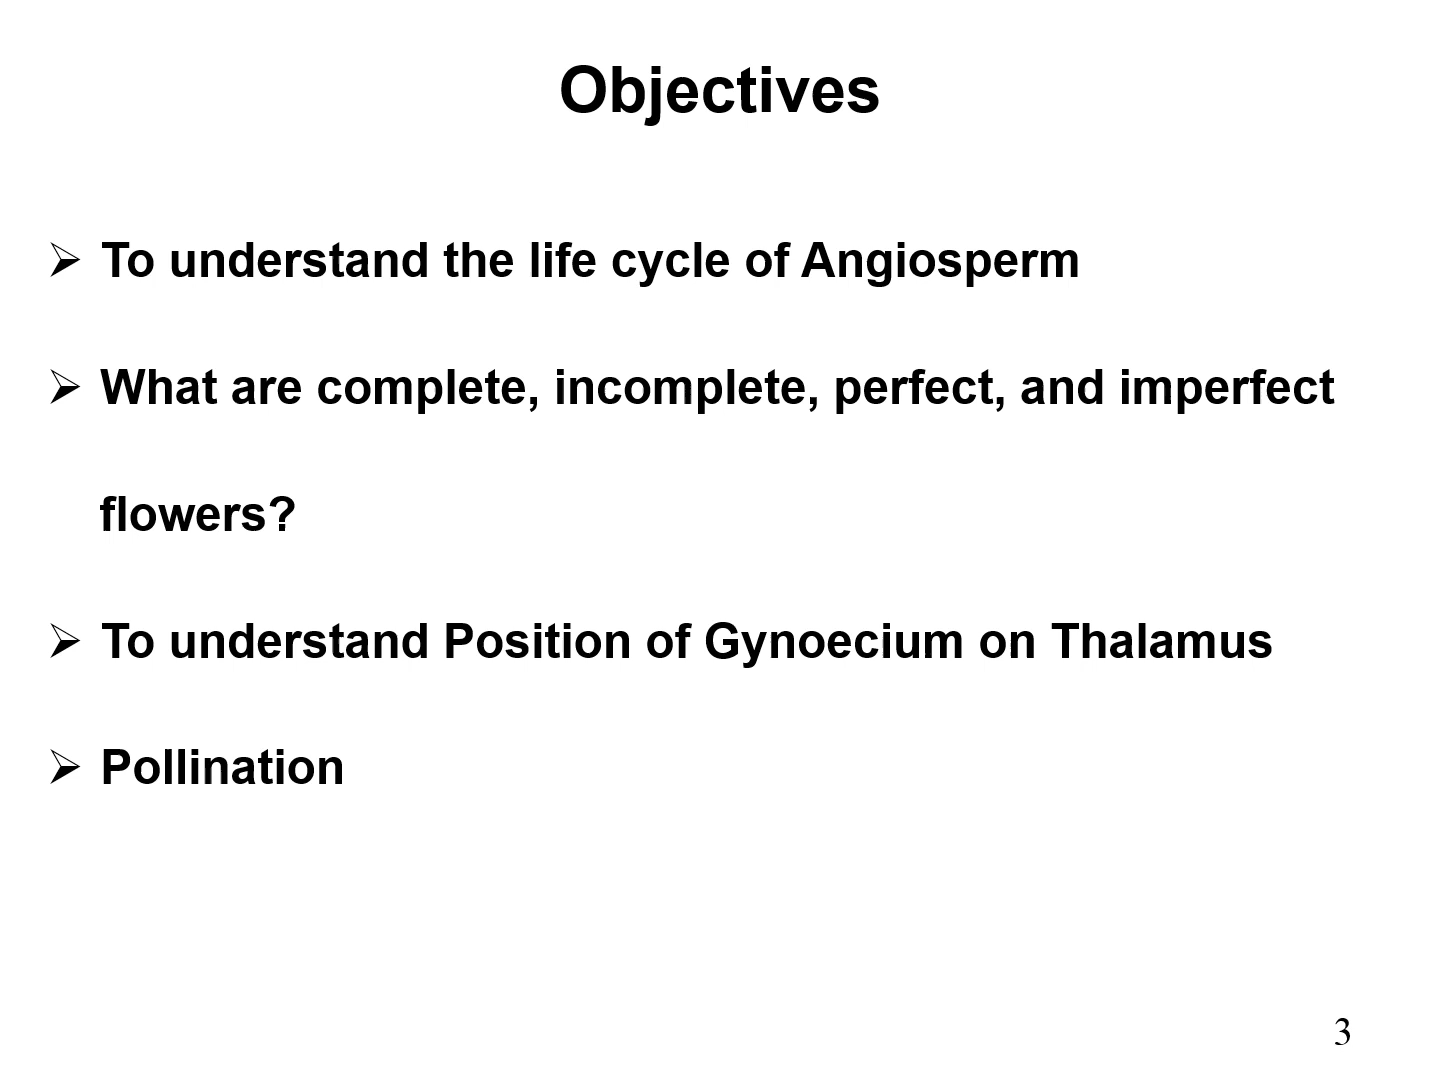 Objectives
➢ To understand the life cycle of Angiosperm
➢ What are complete, incomplete, perfect, and imperfect
flowers?
➢ To understand Position of Gynoecium on Thalamus
➢ Pollination
3